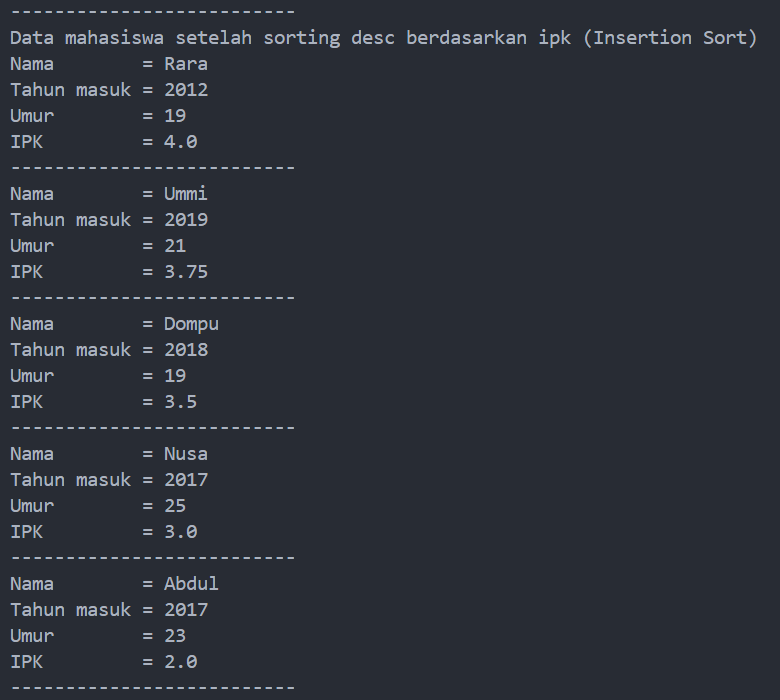 --------------------------
Data mahasiswa setelah sorting desc berdasarkan ipk (Insertion Sort)
Nama        = Rara
Tahun masuk = 2012
Umur        = 19
IPK         = 4.0
--------------------------
Nama        = Ummi
Tahun masuk = 2019
Umur        = 21
IPK         = 3.75
--------------------------
Nama        = Dompu
Tahun masuk = 2018
Umur        = 19
IPK         = 3.5
--------------------------
Nama        = Nusa
Tahun masuk = 2017
Umur        = 25
IPK         = 3.0
--------------------------
Nama        = Abdul
Tahun masuk = 2017
Umur        = 23
IPK         = 2.0
--------------------------